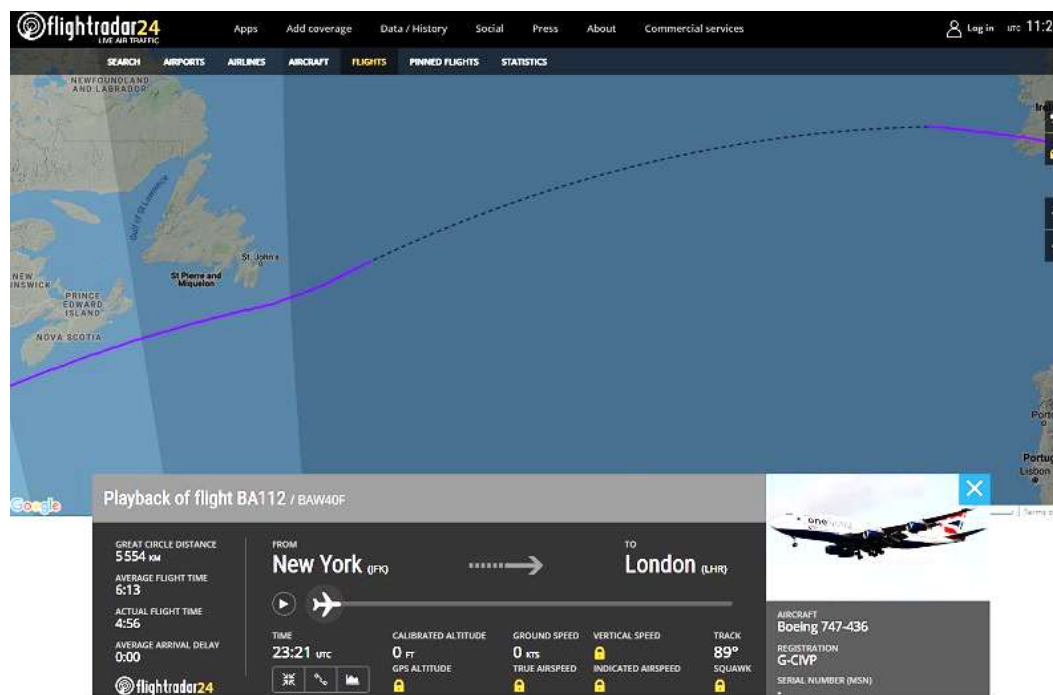 flightradar24
LIVE AIR TRAFFIC
Apps Add coverage Data / History Social Press About Commercial services
Log in UTC 11:2
SEARCH AIRPORTS AIRLINES AIRCRAFT FLIGHTS PINNED FLIGHTS STATISTICS
NEWFOUNDLAND
AND LABRADOR
Gulf of St Lawrence
St. John's
St Pierre and
Miquelon
PRINCE
EDWARD
ISLAND
NOVA SCOTIA
Lisbon
Google
Playback of flight BA112 / BAW40F
GREAT CIRCLE DISTANCE
5 554 KM
AVERAGE FLIGHT TIME
6:13
ACTUAL FLIGHT TIME
4:56
AVERAGE ARRIVAL DELAY
0:00
flightradar24
FROM
New York (JFK)
TO
London (LHR)
TIME
23:21 UTC
CALIBRATED ALTITUDE
0 FT
GROUND SPEED
0 KTS
VERTICAL SPEED
TRACK
89°
GPS ALTITUDE
TRUE AIRSPEED
INDICATED AIRSPEED
SQUAWK
AIRCRAFT
Boeing 747-436
REGISTRATION
G-CIVP
SERIAL NUMBER (MSN)
-